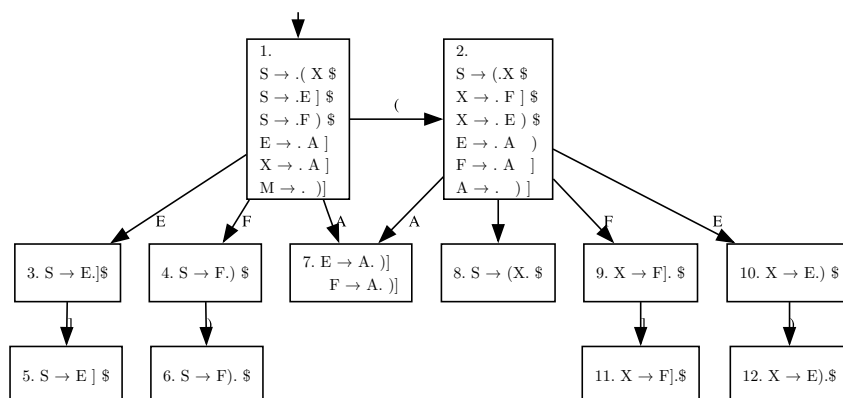 1.
S → .( X $
S → .E ] $
S → .F ) $
E → . A ]
X → . A ]
M → . )]
(
2.
S → (.X $
X → . F ] $
X → . E ) $
E → . A )
F → . A ]
A → . ) ]
E
F
A
A
F
E
3. S → E.]$
4. S → F.) $
7. E → A. )]
F → A. )]
8. S → (X. $
9. X → F]. $
10. X → E.) $
]
)
]
)
5. S → E ] $
6. S → F). $
11. X → F].$
12. X → E).$